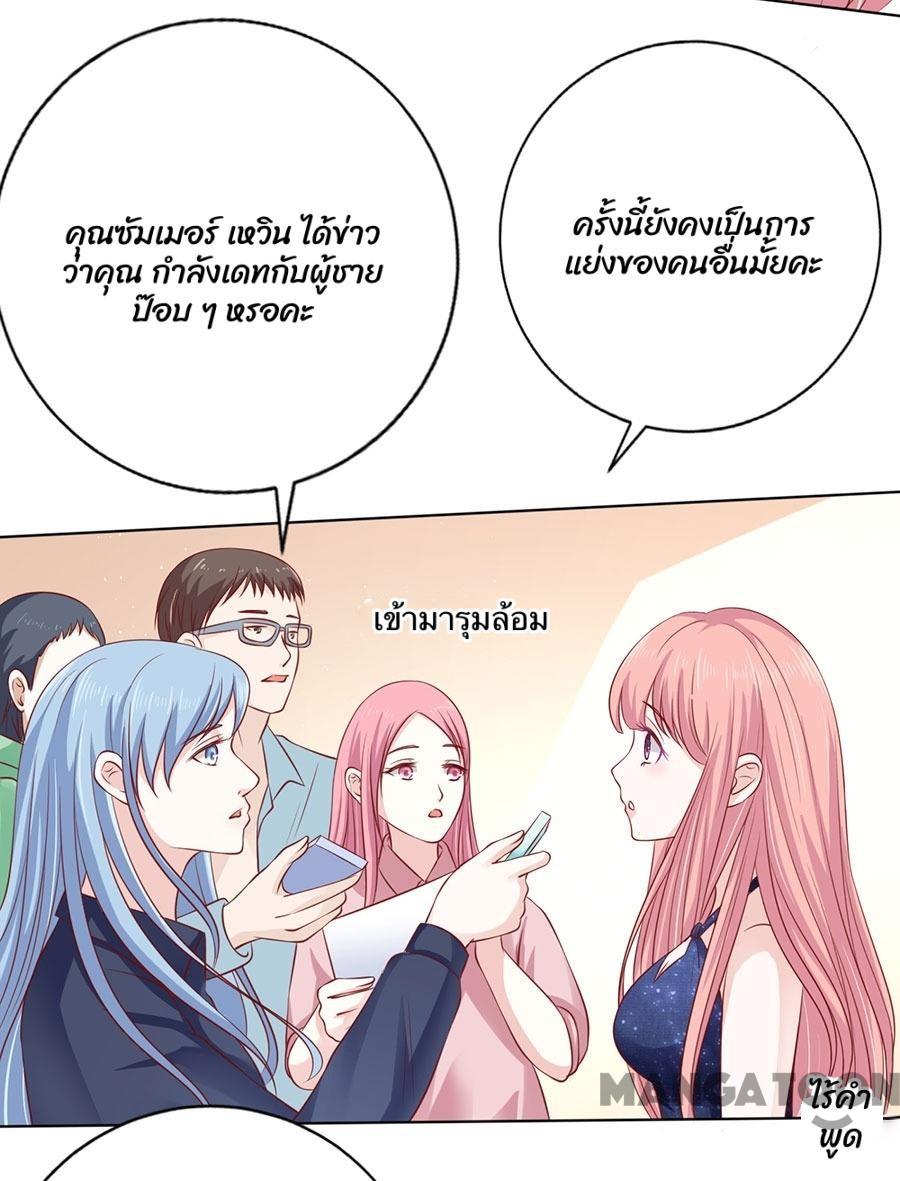 คุณซัมเมอร์ เหวิน ได้ข่าว
ว่าคุณ กำลังเดทกับผู้ชาย
ป๊อบ ๆ หรอคะ
ครั้งนี้ยังคงเป็นการ
แย่งของคนอื่นมั้ยคะ
เข้ามารุมล้อม
MANGATOON
ไร้คำ
พูด